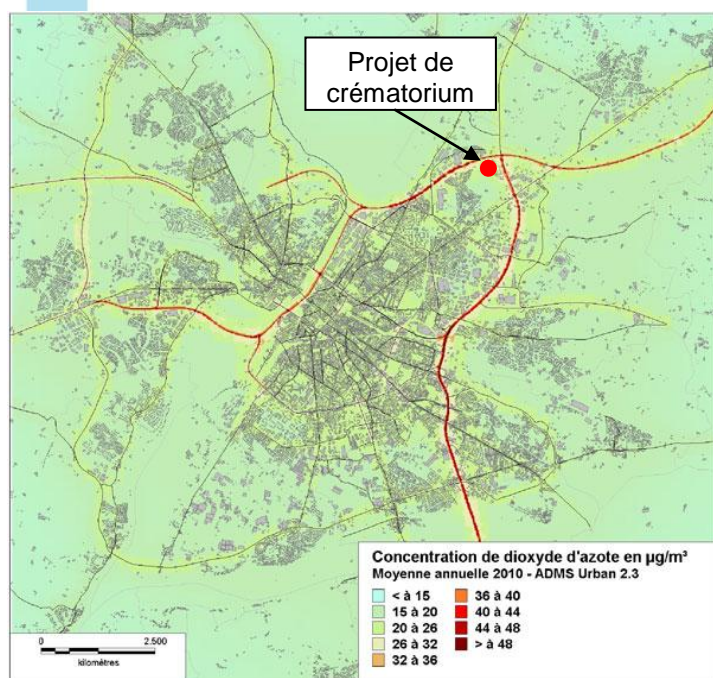 Projet de
crématorium
Concentration de dioxyde d'azote en µg/m³
Moyenne annuelle 2010 - ADMS Urban 2.3
< à 15
15 à 20
20 à 26
26 à 32
32 à 36
36 à 40
40 à 44
44 à 48
> à 48
0 2.500
kilomètres